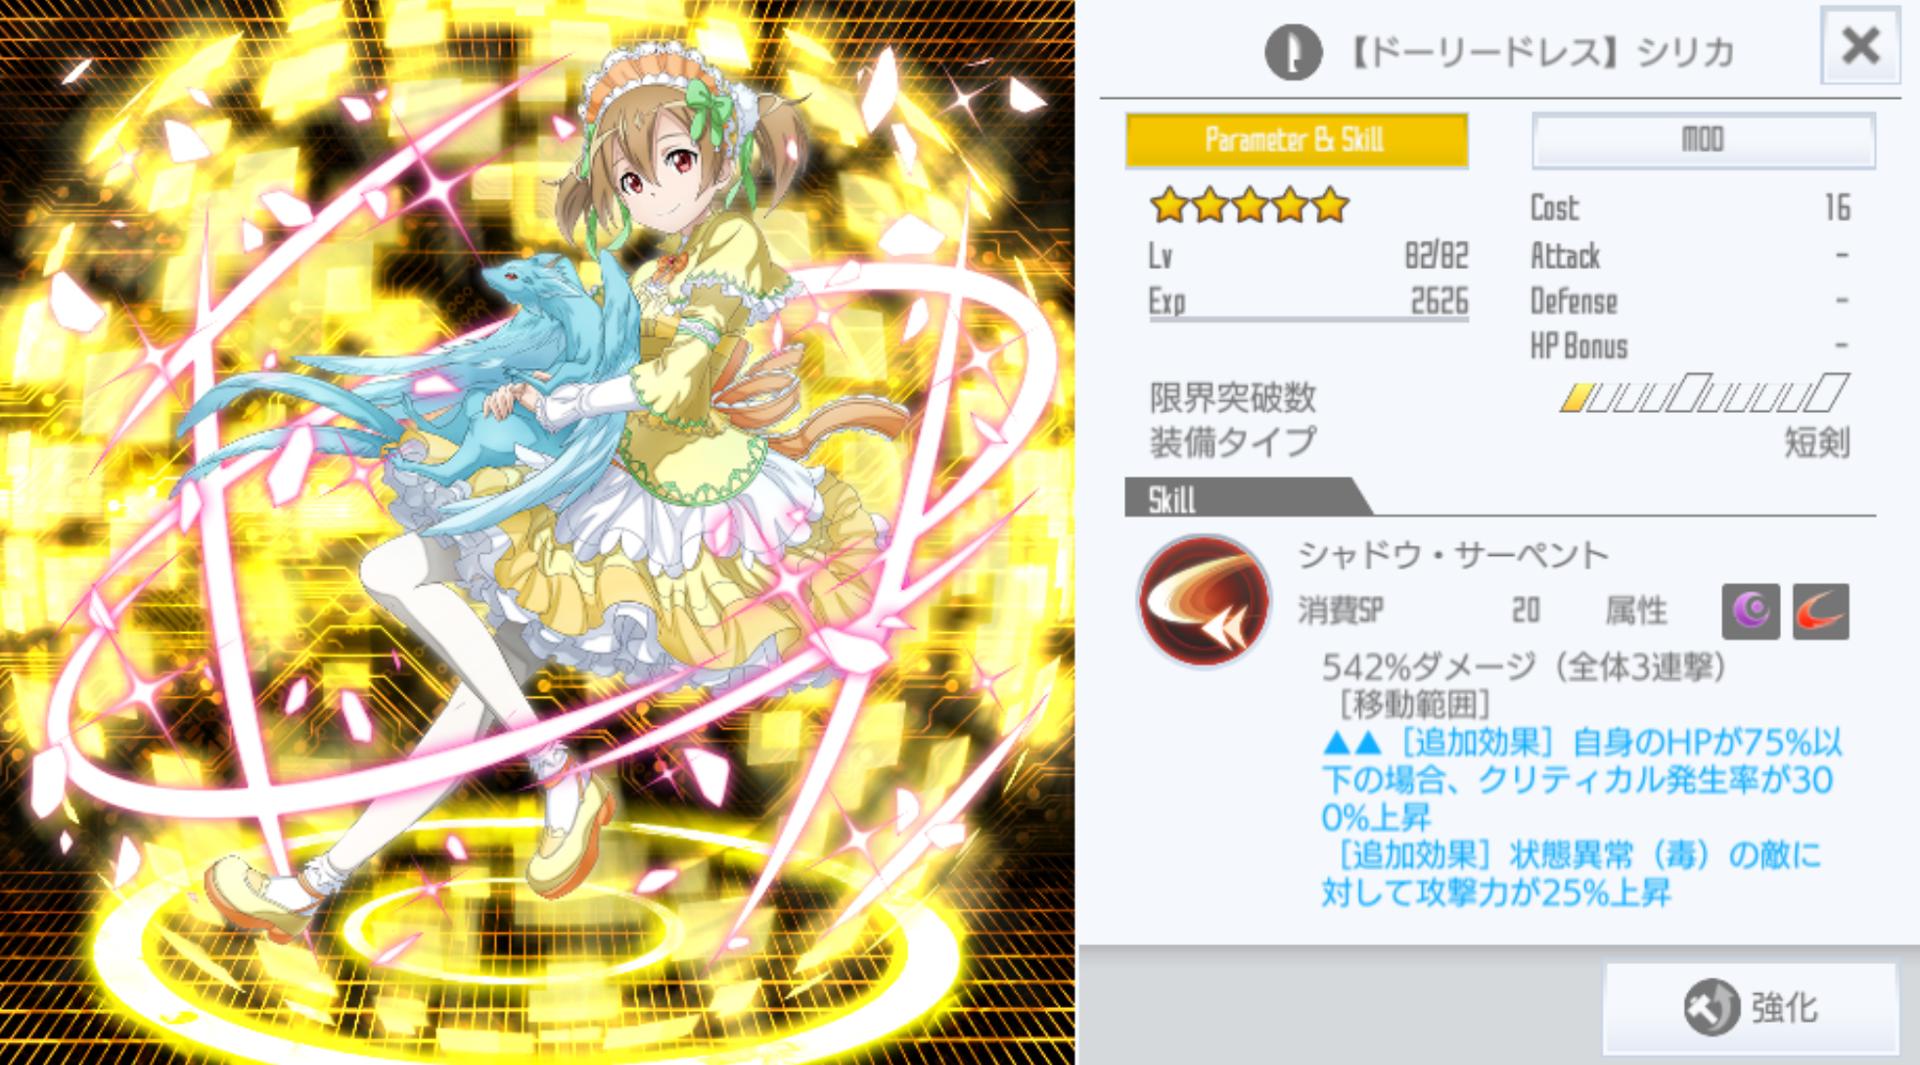 【ドーリードレス】シリカ
Parameter & Skill
MOD
Cost 16
Lv 82/82
Attack -
Exp 2626
Defense -
HP Bonus -
限界突破数
装備タイプ 短剣
Skill
シャドウ・サーペント
消費SP 20 属性
542%ダメージ（全体3連撃）
［移動範囲］
▲▲［追加効果］自身のHPが75%以
下の場合、クリティカル発生率が30
0%上昇
［追加効果］状態異常（毒）の敵に
対して攻撃力が25%上昇
強化